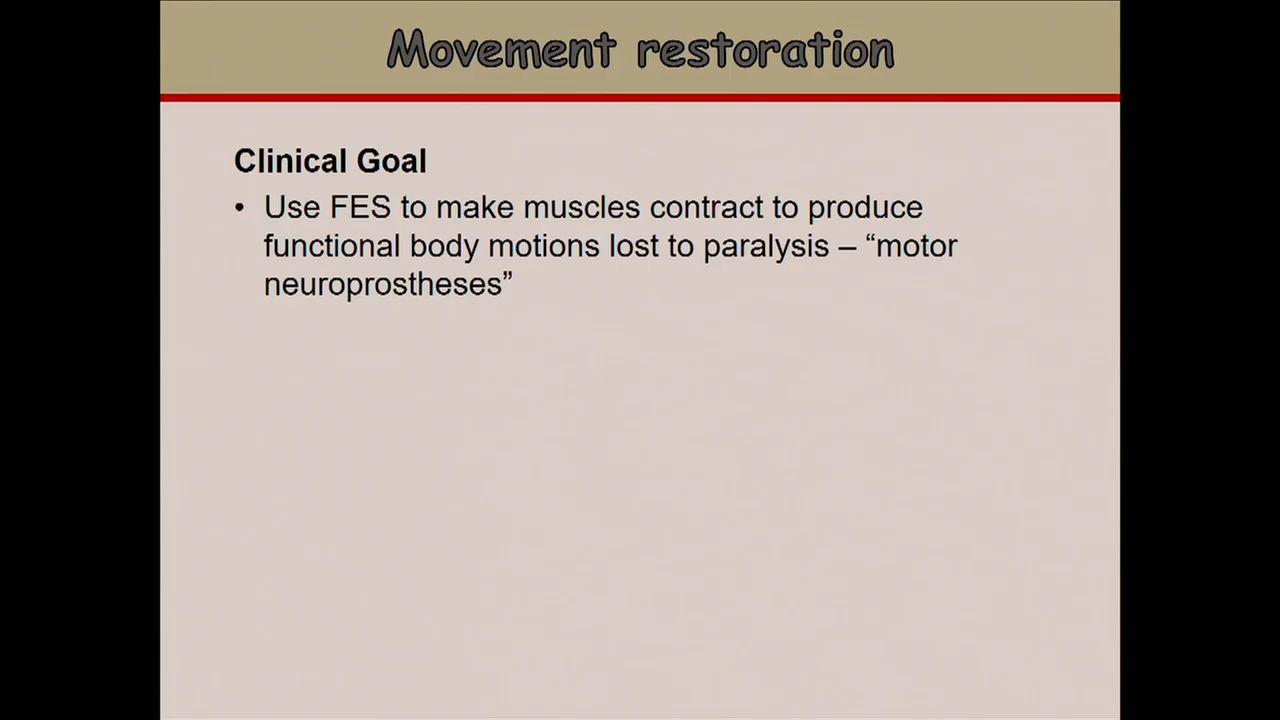 Movement restoration
Clinical Goal
• Use FES to make muscles contract to produce
functional body motions lost to paralysis – “motor
neuroprostheses”